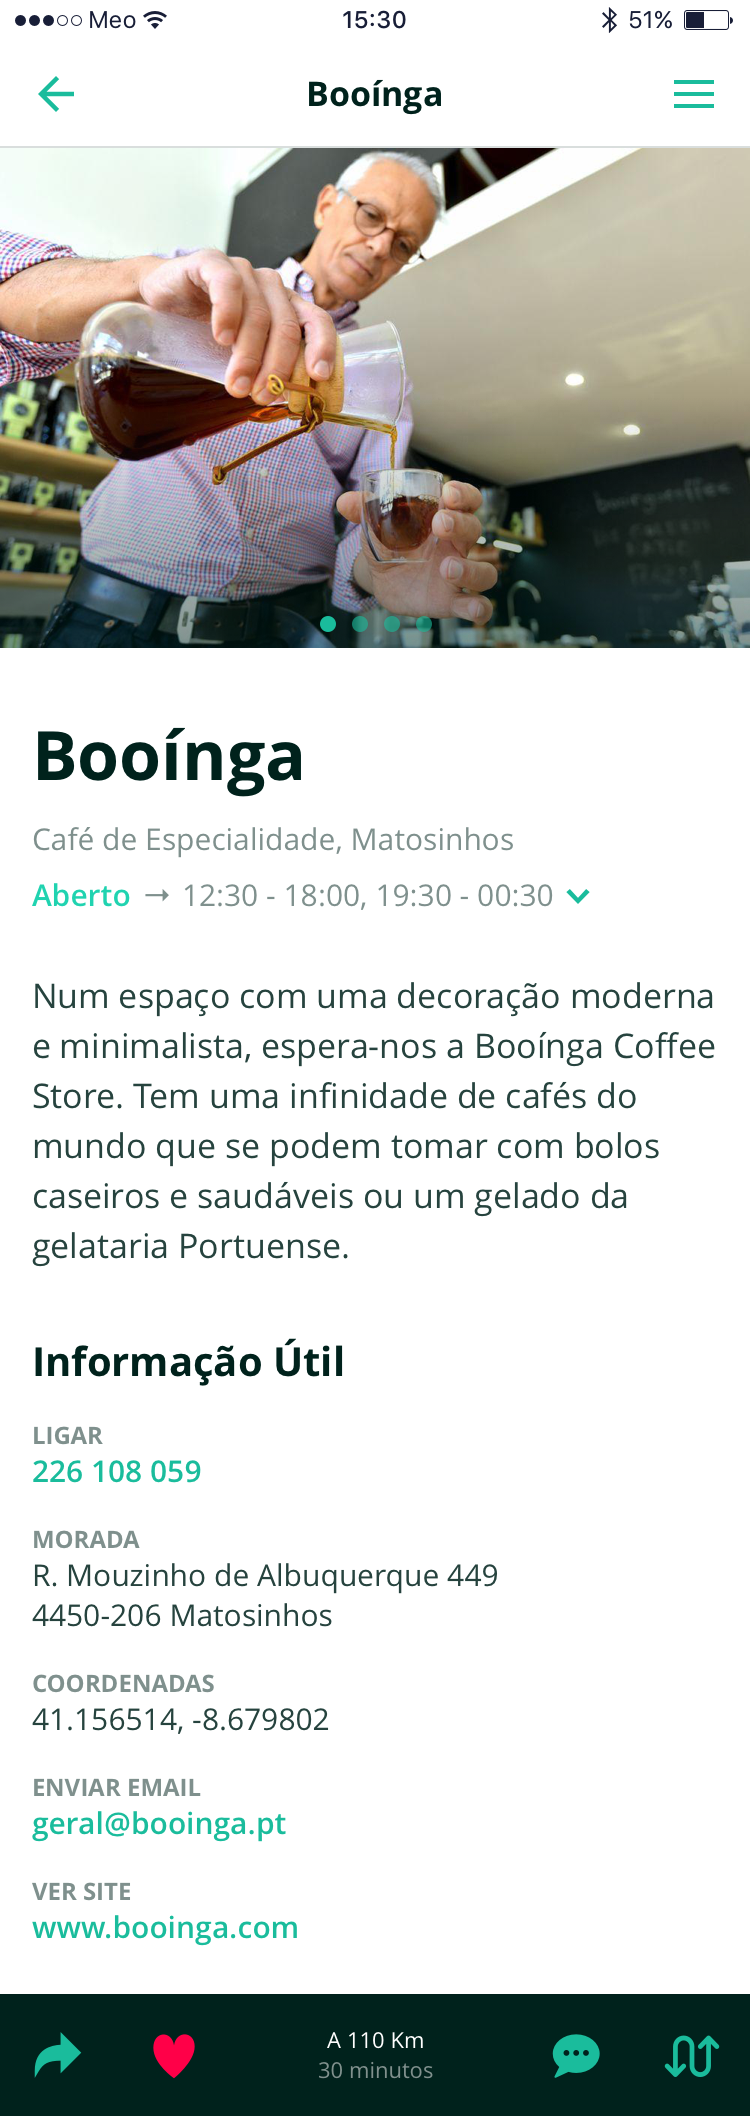 Meo 15:30 51%
Booínga
Booínga
Café de Especialidade, Matosinhos
Aberto → 12:30 - 18:00, 19:30 - 00:30
Num espaço com uma decoração moderna
e minimalista, espera-nos a Booínga Coffee
Store. Tem uma infinidade de cafés do
mundo que se podem tomar com bolos
caseiros e saudáveis ou um gelado da
gelataria Portuense.
Informação Útil
LIGAR
226 108 059
MORADA
R. Mouzinho de Albuquerque 449
4450-206 Matosinhos
COORDENADAS
41.156514, -8.679802
ENVIAR EMAIL
geral@booinga.pt
VER SITE
www.booinga.com
A 110 Km
30 minutos